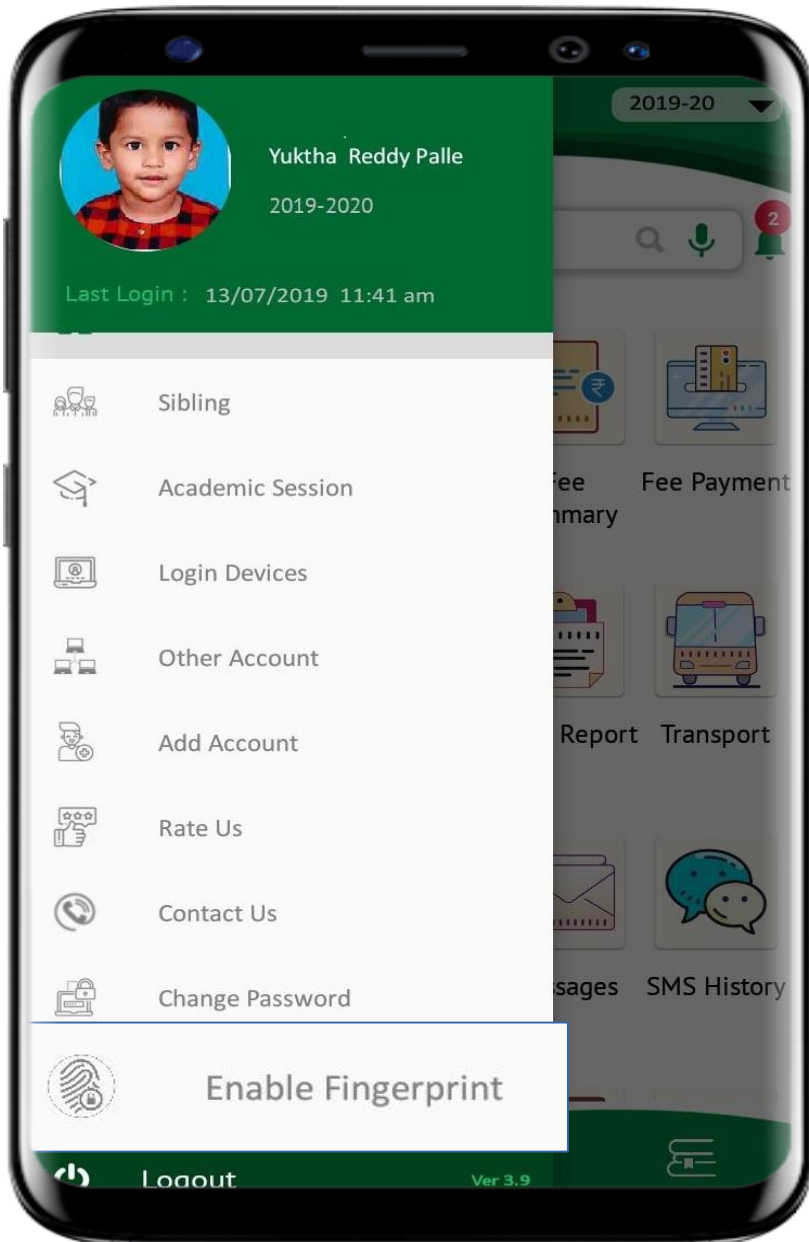 2019-20
Yuktha Reddy Palle
2019-2020
2
Last Login : 13/07/2019 11:41 am
Sibling
Academic Session
Fee Payment
Login Devices
Other Account
Report
Transport
Add Account
Rate Us
Contact Us
Change Password
SMS History
Enable Fingerprint
Logout
Ver 3.9